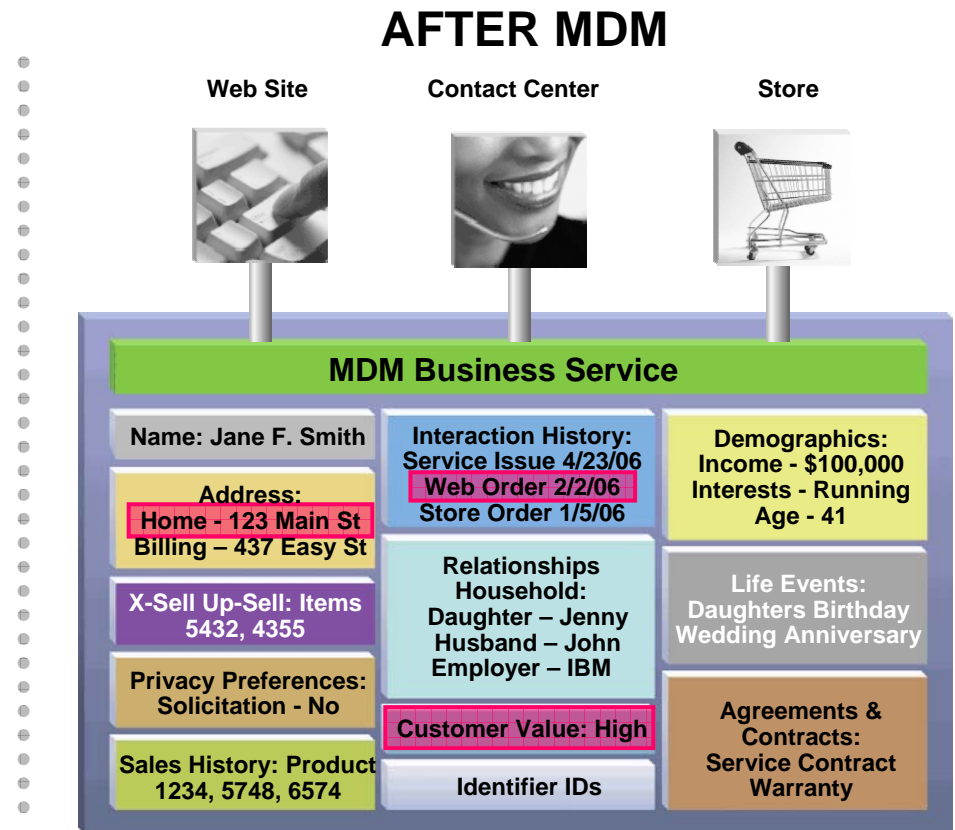 AFTER MDM
Web Site
Contact Center
Store
MDM Business Service
Name: Jane F. Smith
Address:
Home - 123 Main St
Billing – 437 Easy St
X-Sell Up-Sell: Items
5432, 4355
Privacy Preferences:
Solicitation - No
Sales History: Product
1234, 5748, 6574
Interaction History:
Service Issue 4/23/06
Web Order 2/2/06
Store Order 1/5/06
Relationships
Household:
Daughter – Jenny
Husband – John
Employer – IBM
Customer Value: High
Identifier IDs
Demographics:
Income - $100,000
Interests - Running
Age - 41
Life Events:
Daughters Birthday
Wedding Anniversary
Agreements &
Contracts:
Service Contract
Warranty